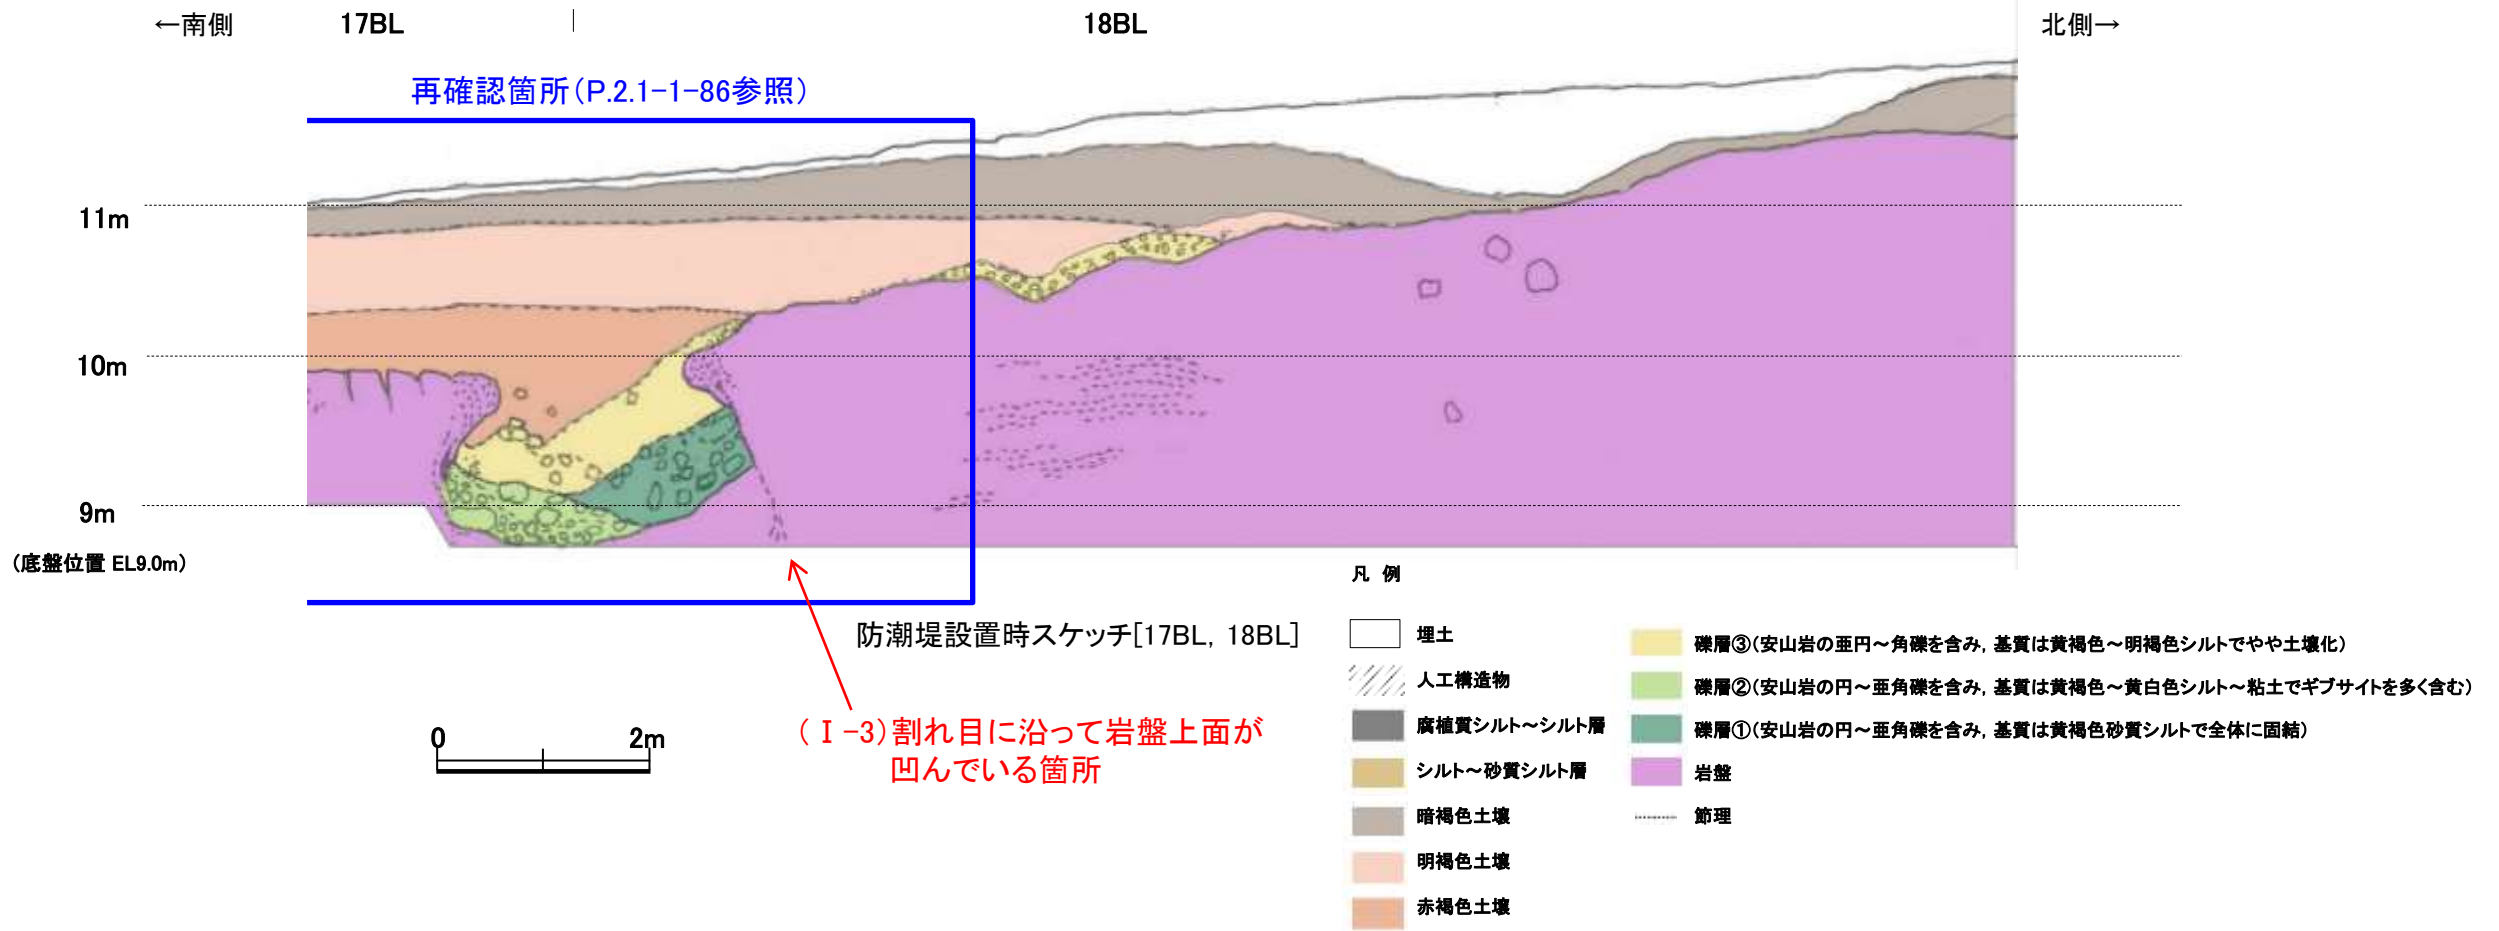 ←南側
17BL
18BL
北側→
再確認箇所(P.2.1-1-86参照)
11m
10m
9m
(底盤位置 EL9.0m)
防潮堤設置時スケッチ[17BL, 18BL]
(Ⅰ-3)割れ目に沿って岩盤上面が
凹んでいる箇所
0
2m
凡 例
埋土
人工構造物
腐植質シルト～シルト層
シルト～砂質シルト層
暗褐色土壌
明褐色土壌
赤褐色土壌
礫層③(安山岩の亜円～角礫を含み, 基質は黄褐色～明褐色シルトでやや土壌化)
礫層②(安山岩の円～亜角礫を含み, 基質は黄褐色～黄白色シルト～粘土でギブサイトを多く含む)
礫層①(安山岩の円～亜角礫を含み, 基質は黄褐色砂質シルトで全体に固結)
岩盤
節理